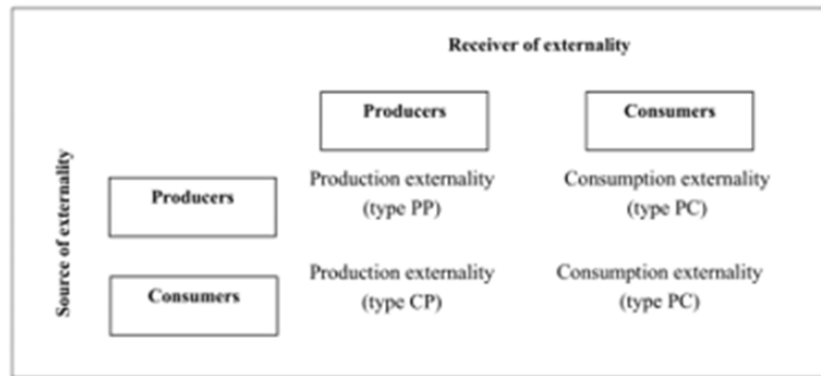 Receiver of externality
Producers
Consumers
Source of externality
Producers
Production externality
(type PP)
Consumption externality
(type PC)
Consumers
Production externality
(type CP)
Consumption externality
(type PC)